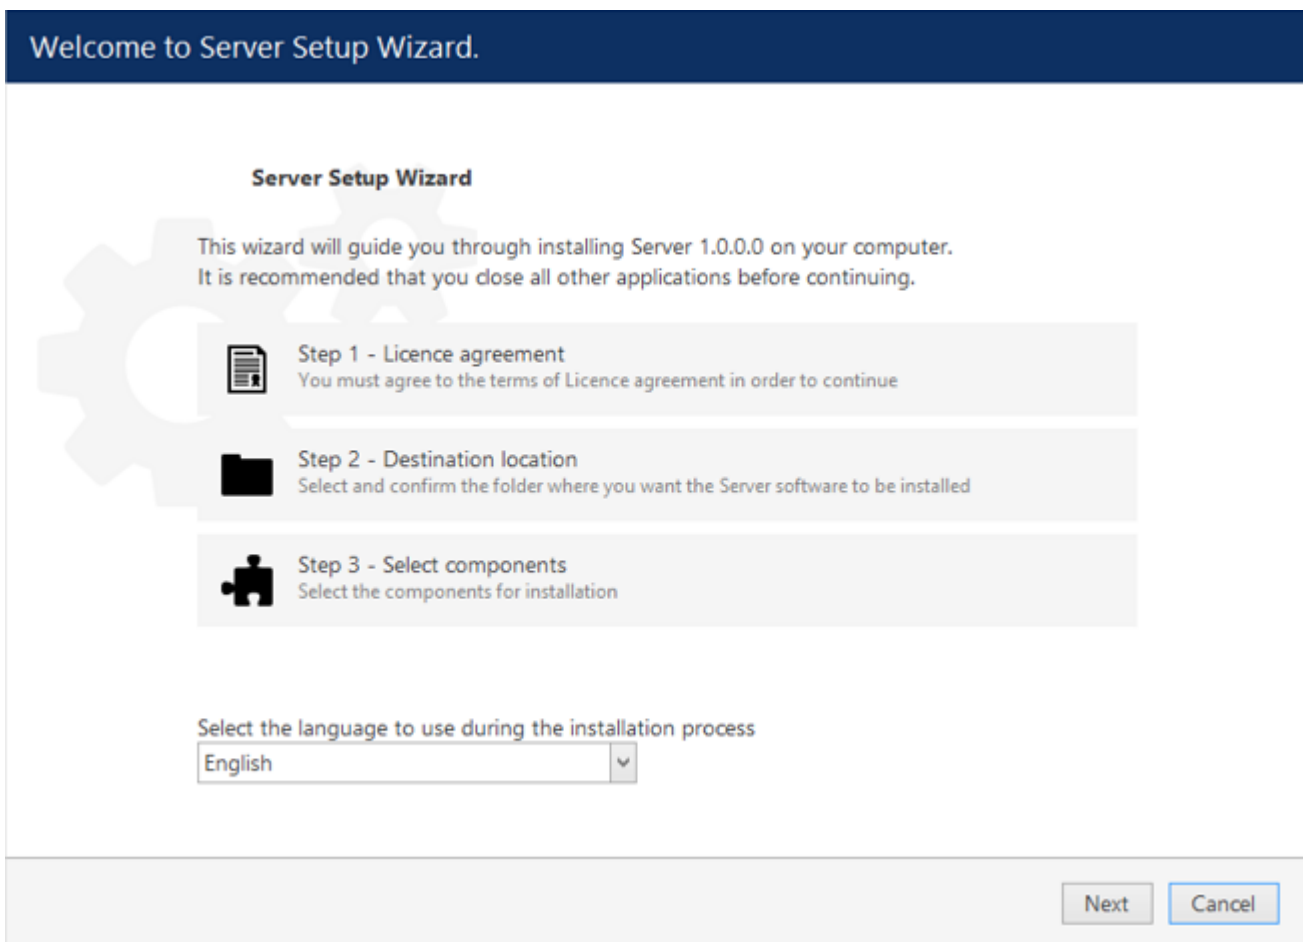 Welcome to Server Setup Wizard.
Server Setup Wizard
This wizard will guide you through installing Server 1.0.0.0 on your computer.
It is recommended that you close all other applications before continuing.
Step 1 - Licence agreement
You must agree to the terms of Licence agreement in order to continue
Step 2 - Destination location
Select and confirm the folder where you want the Server software to be installed
Step 3 - Select components
Select the components for installation
Select the language to use during the installation process
English
Next
Cancel